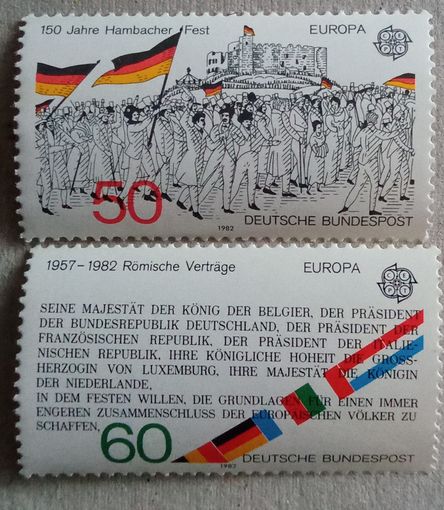 150 Jahre Hambacher Fest
EUROPA
CEPT
50
1982
DEUTSCHE BUNDESPOST
1957–1982 Römische Verträge
EUROPA
CEPT
SEINE MAJESTÄT DER KÖNIG DER BELGIER, DER PRÄSIDENT
DER BUNDESREPUBLIK DEUTSCHLAND, DER PRÄSIDENT DER
FRANZÖSISCHEN REPUBLIK, DER PRÄSIDENT DER ITALIE-
NISCHEN REPUBLIK, IHRE KÖNIGLICHE HOHEIT DIE GROSS-
HERZOGIN VON LUXEMBURG, IHRE MAJESTÄT DIE KÖNIGIN
DER NIEDERLANDE,
IN DEM FESTEN WILLEN, DIE GRUNDLAGEN FÜR EINEN IMMER
ENGEREN ZUSAMMENSCHLUSS DER EUROPÄISCHEN VÖLKER ZU
SCHAFFEN,
60
1982
DEUTSCHE BUNDESPOST